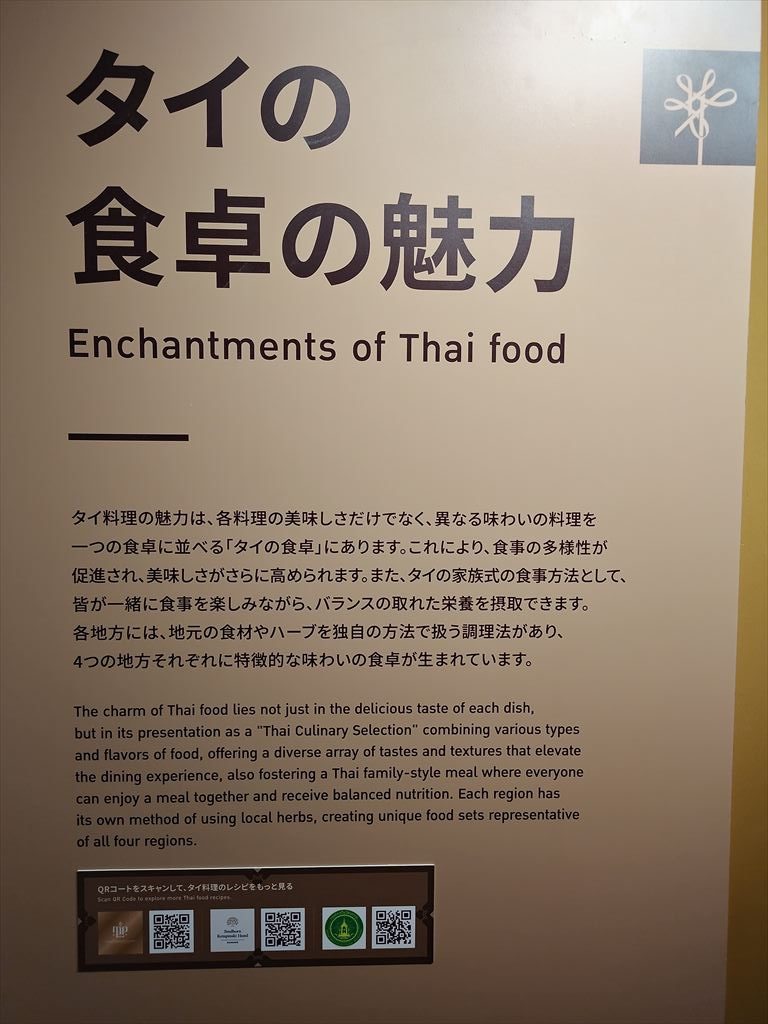 タイの
食卓の魅力
Enchantments of Thai food
タイ料理の魅力は、各料理の美味しさだけでなく、異なる味わいの料理を
一つの食卓に並べる「タイの食卓」にあります。これにより、食事の多様性が
促進され、美味しさがさらに高められます。また、タイの家族式の食事方法として、
皆が一緒に食事を楽しみながら、バランスの取れた栄養を摂取できます。
各地方には、地元の食材やハーブを独自の方法で扱う調理法があり、
4つの地方それぞれに特徴的な味わいの食卓が生まれています。
The charm of Thai food lies not just in the delicious taste of each dish,
but in its presentation as a "Thai Culinary Selection" combining various types
and flavors of food, offering a diverse array of tastes and textures that elevate
the dining experience, also fostering a Thai family-style meal where everyone
can enjoy a meal together and receive balanced nutrition. Each region has
its own method of using local herbs, creating unique food sets representative
of all four regions.
QRコートをスキャンして、タイ料理のレシピをもっと見る
Scan QR Code to explore more Thai food recipes.
Sindhorn
Kempinski Hotel